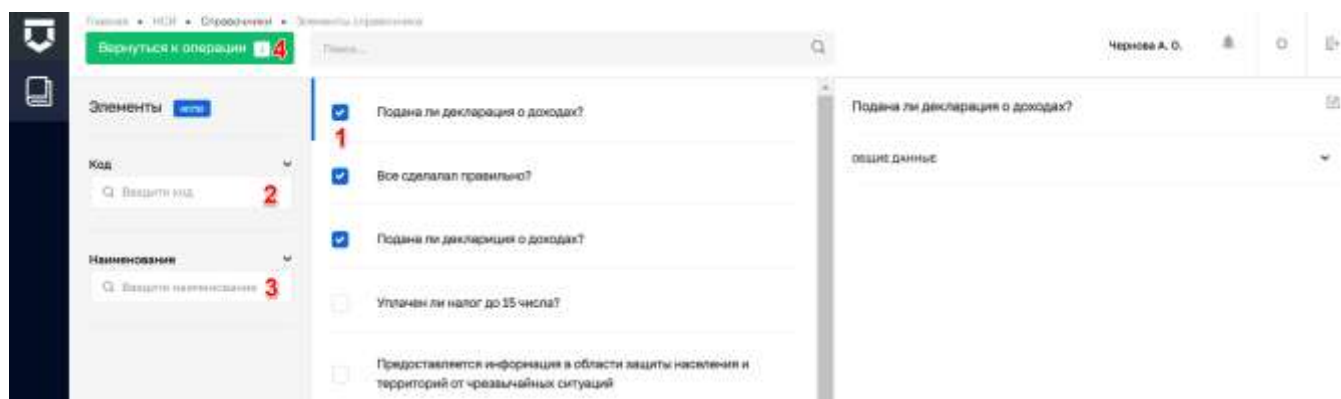 Главная • НСИ • Справочники • Элементы справочника
Вернуться к операции 4
Поиск...
Чернова А. О.
Элементы
Подана ли декларация о доходах?
1
Подана ли декларация о доходах?
Код
Введите код
2
Все сделалал правильно?
ОБЩИЕ ДАННЫЕ
Подана ли деклариция о доходах?
Наименование
Введите наименование 3
Уплачен ли налог до 15 числа?
Предоставляется информация в области защиты населения и
территорий от чрезвычайных ситуаций